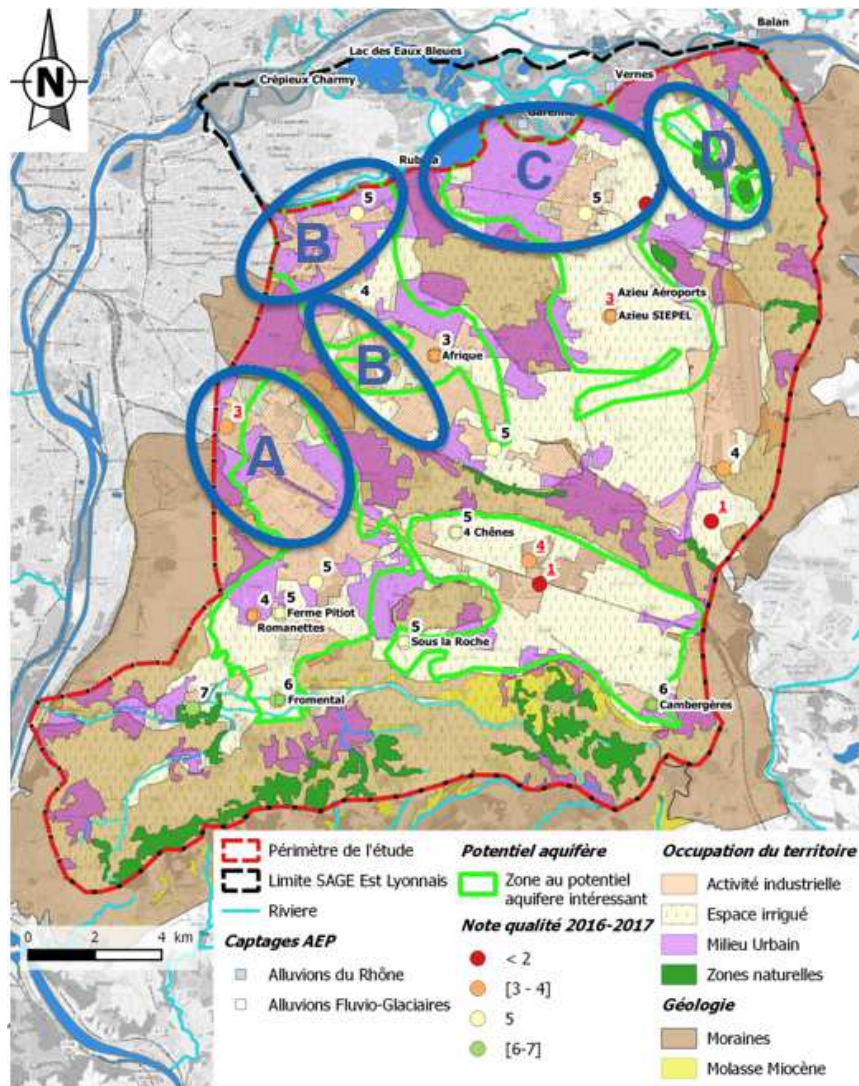 Balan
Lac des Eaux Bleues
N
Crépieux Charmy
Vernes
Garenne
D
C
5
B
5
4
Azieu Aéroports
3
Azieu SIEPEL
3
Afrique
B
3
A
5
4
1
5
4 Chênes
4
1
5
4
5
Ferme Pitiot
Romanettes
5
Sous la Roche
7
6
Fromental
6
Cambergères
Périmètre de l'étude
Limite SAGE Est Lyonnais
Riviere
Captages AEP
Alluvions du Rhône
Alluvions Fluvio-Glaciaires
0 2 4 km
Potentiel aquifère
Zone au potentiel
aquifere intéressant
Note qualité 2016-2017
< 2
[3 - 4]
5
[6-7]
Occupation du territoire
Activité industrielle
Espace irrigué
Milieu Urbain
Zones naturelles
Géologie
Moraines
Molasse Miocène